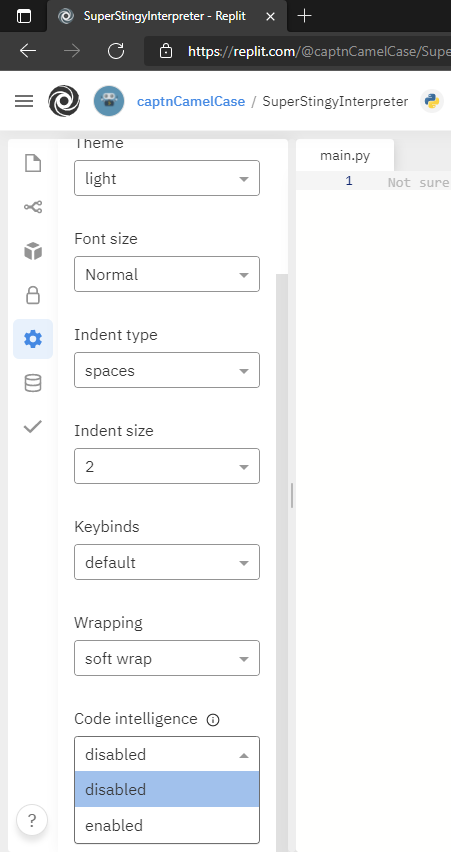 SuperStingyInterpreter - Replit
https://replit.com/@captnCamelCase/Supe
captnCamelCase / SuperStingyInterpreter
Theme
light
main.py
1 Not sure
Font size
Normal
Indent type
spaces
Indent size
2
Keybinds
default
Wrapping
soft wrap
Code intelligence
disabled
disabled
enabled
?